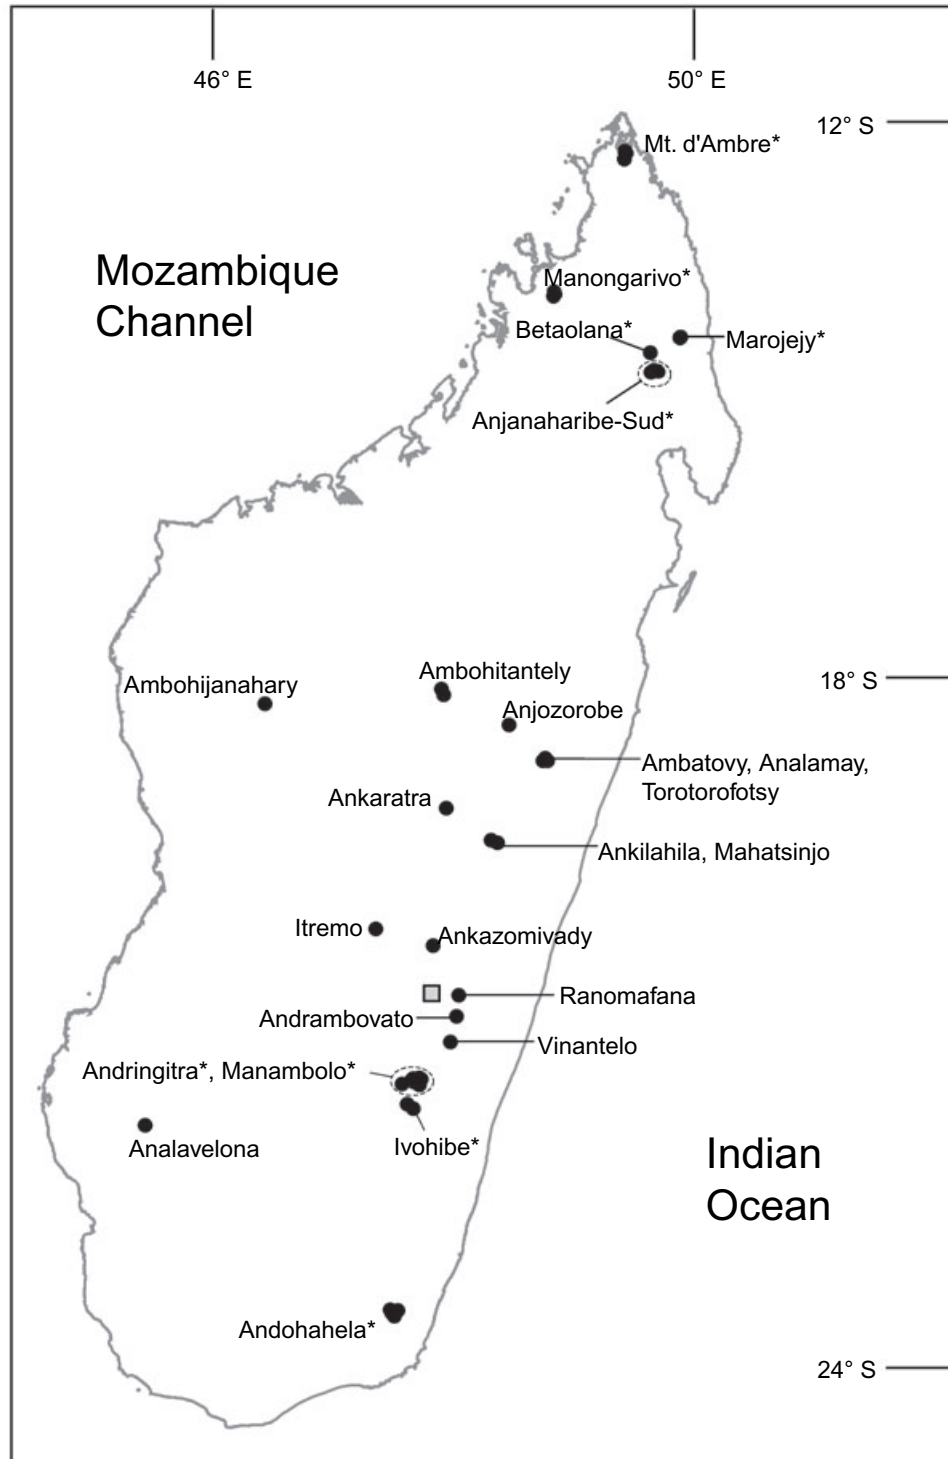 46° E
50° E
12° S
Mt. d'Ambre*
Mozambique
Channel
Manongarivo*
Betaolana*
Marojejy*
Anjanaharibe-Sud*
Ambohitantely
18° S
Ambohijanahary
Anjozorobe
Ambatovy, Analamay,
Torotorofotsy
Ankaratra
Ankilahila, Mahatsinjo
Itremo
Ankazomivady
Ranomafana
Andrambovato
Vinantelo
Andringitra*, Manambolo*
Analavelona
Ivohibe*
Indian
Ocean
Andohahela*
24° S